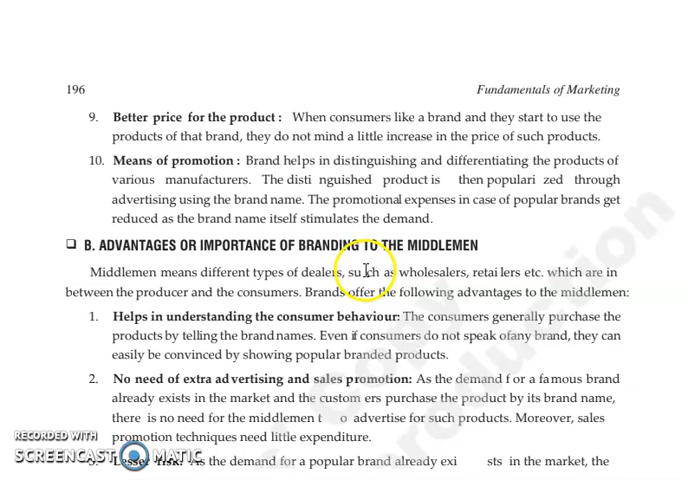 196 Fundamentals of Marketing
9. Better price for the product : When consumers like a brand and they start to use the
products of that brand, they do not mind a little increase in the price of such products.
10. Means of promotion : Brand helps in distinguishing and differentiating the products of
various manufacturers. The disti nguished product is then populari zed through
advertising using the brand name. The promotional expenses in case of popular brands get
reduced as the brand name itself stimulates the demand.
❑ B. ADVANTAGES OR IMPORTANCE OF BRANDING TO THE MIDDLEMEN
Middlemen means different types of dealers, su ch as wholesalers, retai lers etc. which are in
between the producer and the consumers. Brands offer the following advantages to the middlemen:
1. Helps in understanding the consumer behaviour: The consumers generally purchase the
products by telling the brand names. Even if consumers do not speak ofany brand, they can
easily be convinced by showing popular branded products.
2. No need of extra ad vertising and sales promotion: As the demand f or a fa mous brand
already exists in the market and the custom ers purchase the product by its brand name,
there is no need for the middlemen t o advertise for such products. Moreover, sales
promotion techniques need little expenditure.
Lesser risk: As the demand for a popular brand already exi sts in the market, the
RECORDED WITH
SCREENCAST MATIC
Copy